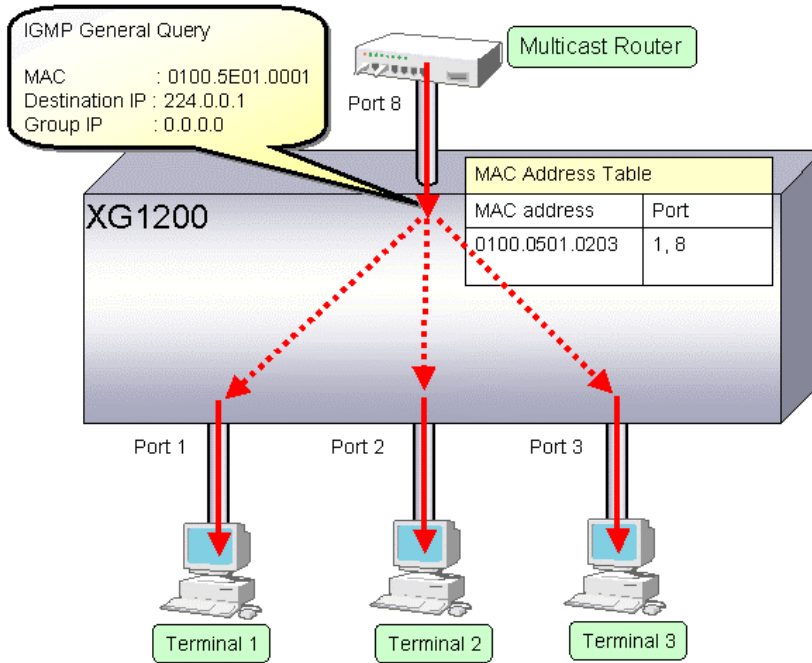 IGMP General Query
MAC : 0100.5E01.0001
Destination IP : 224.0.0.1
Group IP : 0.0.0.0
Multicast Router
Port 8
XG1200
MAC Address Table
MAC address Port
0100.0501.0203 1, 8
Port 1
Port 2
Port 3
Terminal 1
Terminal 2
Terminal 3